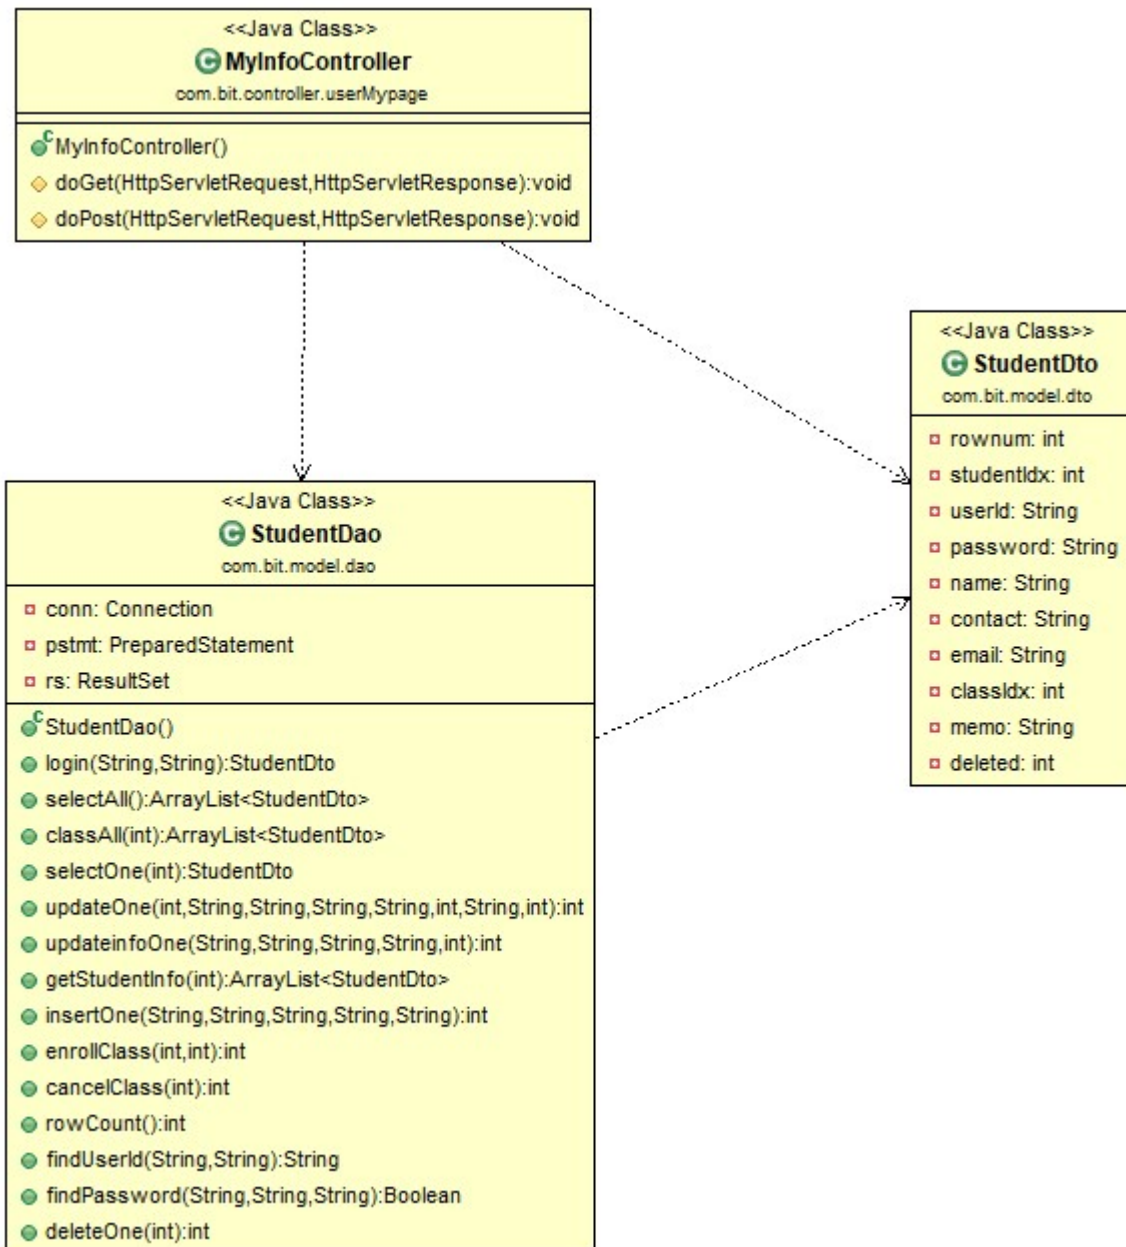 <<Java Class>>
MyInfoController
com.bit.controller.userMypage
MyInfoController()
doGet(HttpServletRequest,HttpServletResponse):void
doPost(HttpServletRequest,HttpServletResponse):void
<<Java Class>>
StudentDto
com.bit.model.dto
rownum: int
studentIdx: int
userId: String
password: String
name: String
contact: String
email: String
classIdx: int
memo: String
deleted: int
<<Java Class>>
StudentDao
com.bit.model.dao
conn: Connection
pstmt: PreparedStatement
rs: ResultSet
StudentDao()
login(String,String):StudentDto
selectAll():ArrayList<StudentDto>
classAll(int):ArrayList<StudentDto>
selectOne(int):StudentDto
updateOne(int,String,String,String,String,int,String,int):int
updateinfoOne(String,String,String,String,int):int
getStudentInfo(int):ArrayList<StudentDto>
insertOne(String,String,String,String,String):int
enrollClass(int,int):int
cancelClass(int):int
rowCount():int
findUserId(String,String):String
findPassword(String,String,String):Boolean
deleteOne(int):int